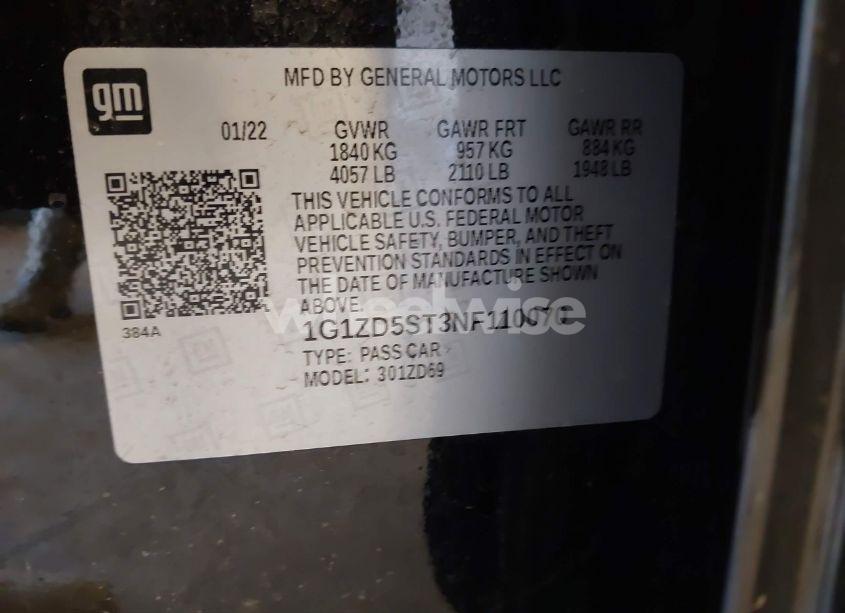 gm
MFD BY GENERAL MOTORS LLC
01/22 GVWR GAWR FRT GAWR RR
1840 KG 957 KG 884 KG
4057 LB 2110 LB 1948 LB
THIS VEHICLE CONFORMS TO ALL
APPLICABLE U.S. FEDERAL MOTOR
VEHICLE SAFETY, BUMPER, AND THEFT
PREVENTION STANDARDS IN EFFECT ON
THE DATE OF MANUFACTURE SHOWN
ABOVE.
384A
TYPE: PASS CAR
MODEL: 301ZD69